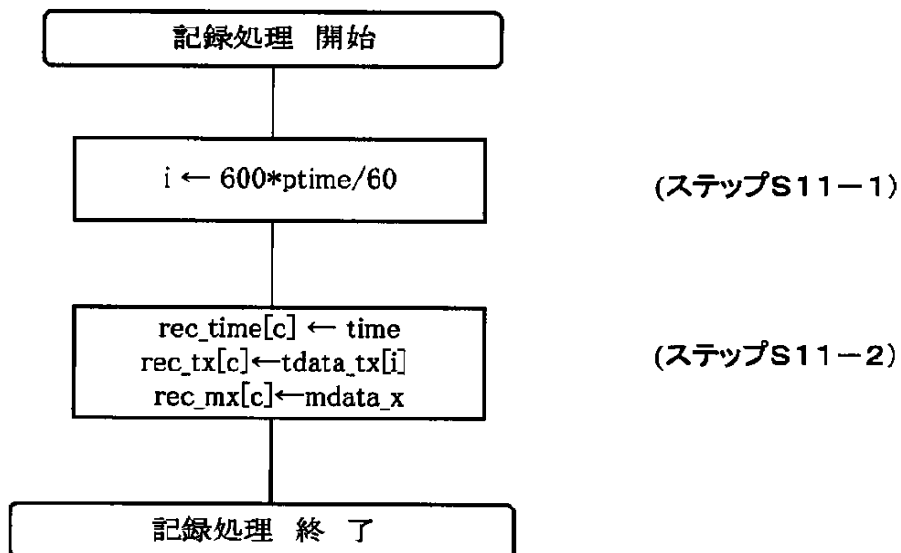 記録処理 開始
i ← 600*ptime/60
(ステップS11−1)
rec_time[c] ← time
rec_tx[c]←tdata_tx[i]
rec_mx[c]←mdata_x
(ステップS11−2)
記録処理 終 了